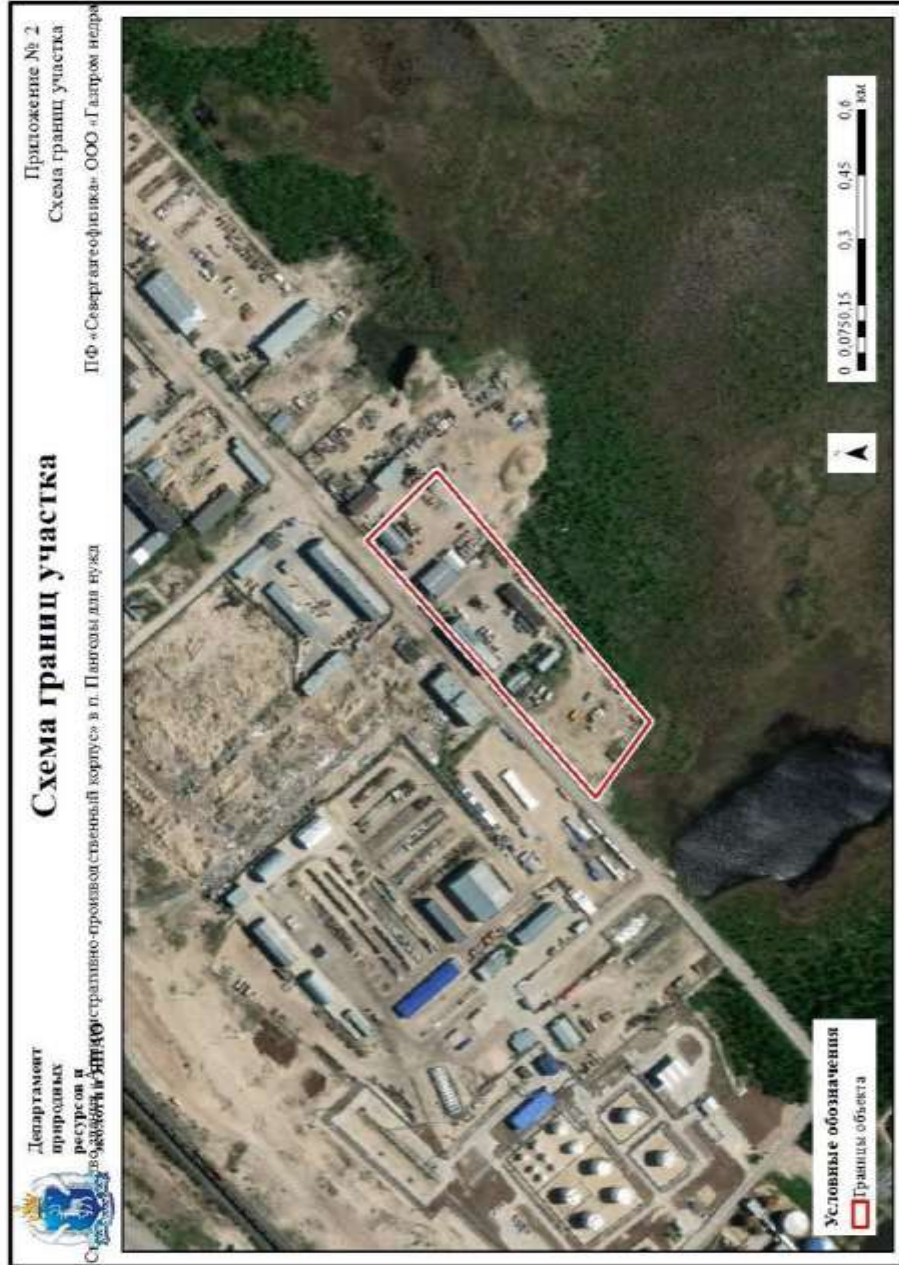 Департамент
природных
ресурсов и
экологии ЯНАО
Схема границ участка
Приложение № 2
Схема границ участка
административно-производственный корпус» в п. Пангоды для нужд
ПФ «Севергазгеофизика» ООО «Газпром недра
Условные обозначения
Границы объекта
0 0,075 0,15 0,3 0,45 0,6
км